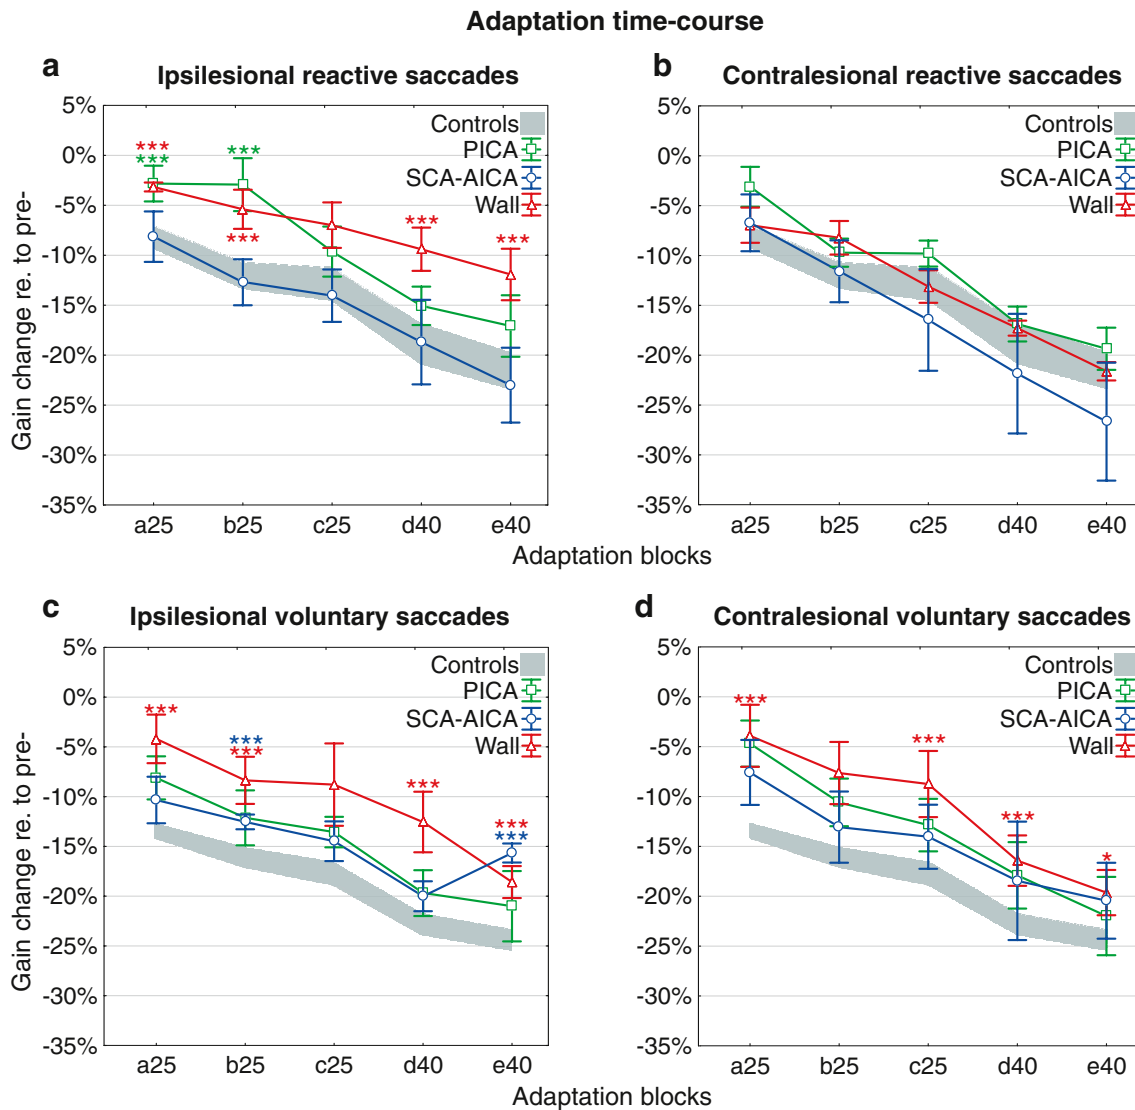 Adaptation time-course
a
Ipsilesional reactive saccades
Gain change re. to pre-
5%
0%
-5%
-10%
-15%
-20%
-25%
-30%
-35%
Controls
PICA
SCA-AICA
Wall
***
***
***
***
***
***
a25 b25 c25 d40 e40
b
Contralesional reactive saccades
5%
0%
-5%
-10%
-15%
-20%
-25%
-30%
-35%
Controls
PICA
SCA-AICA
Wall
a25 b25 c25 d40 e40
Adaptation blocks
c
Ipsilesional voluntary saccades
Gain change re. to pre-
5%
0%
-5%
-10%
-15%
-20%
-25%
-30%
-35%
Controls
PICA
SCA-AICA
Wall
***
***
***
***
***
***
a25 b25 c25 d40 e40
d
Contralesional voluntary saccades
5%
0%
-5%
-10%
-15%
-20%
-25%
-30%
-35%
Controls
PICA
SCA-AICA
Wall
***
***
***
*
a25 b25 c25 d40 e40
Adaptation blocks